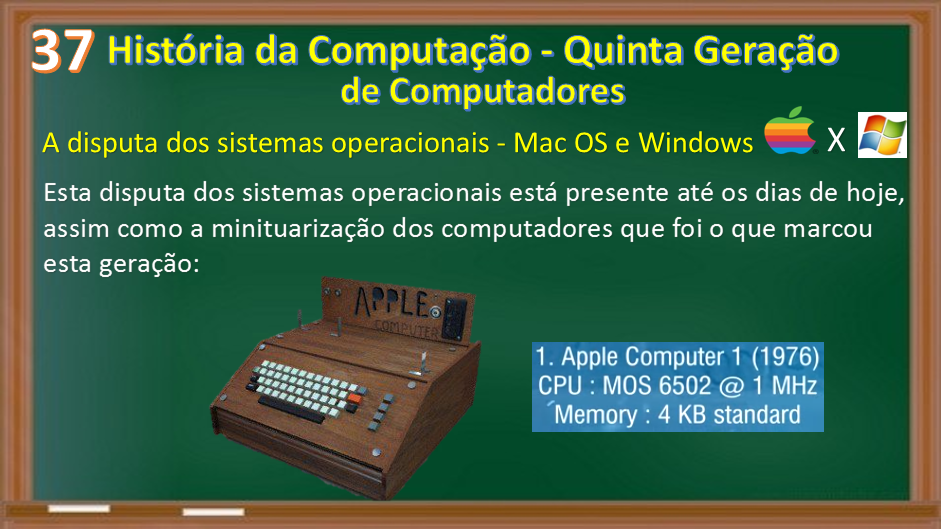 37 História da Computação - Quinta Geração
de Computadores
A disputa dos sistemas operacionais - Mac OS e Windows X
Esta disputa dos sistemas operacionais está presente até os dias de hoje,
assim como a minituarização dos computadores que foi o que marcou
esta geração:
APPLE
COMPUTER
1. Apple Computer 1 (1976)
CPU : MOS 6502 @ 1 MHz
Memory : 4 KB standard